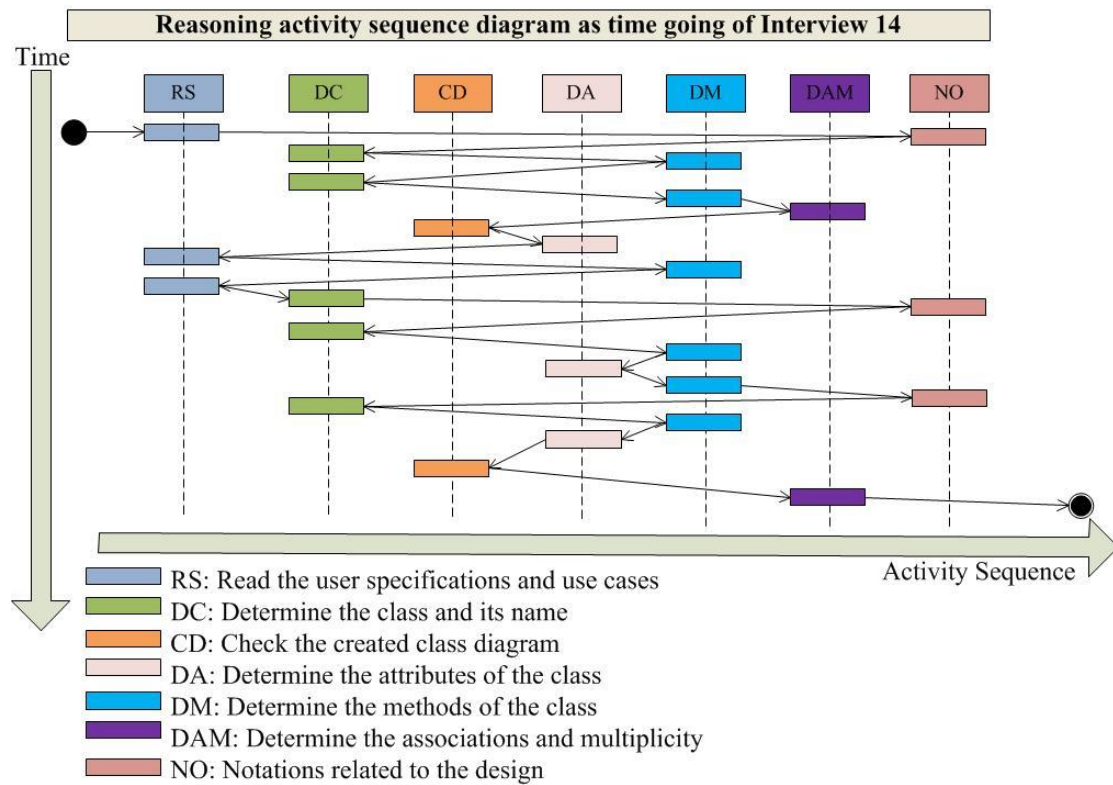 Reasoning activity sequence diagram as time going of Interview 14
Time
RS DC CD DA DM DAM NO
Activity Sequence
RS: Read the user specifications and use cases
DC: Determine the class and its name
CD: Check the created class diagram
DA: Determine the attributes of the class
DM: Determine the methods of the class
DAM: Determine the associations and multiplicity
NO: Notations related to the design